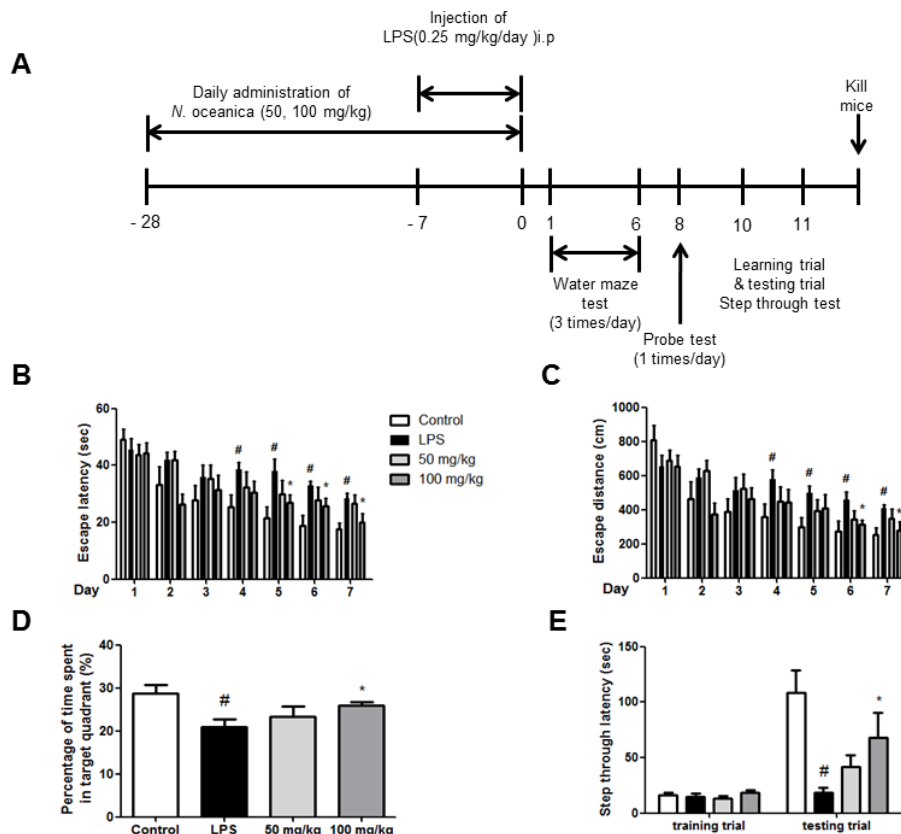 Injection of
LPS(0.25 mg/kg/day )i.p
A
Daily administration of
N. oceanica (50, 100 mg/kg)
Kill
mice
- 28
- 7
0
1
6
8
10
11
Water maze
test
(3 times/day)
Learning trial
& testing trial
Step through test
Probe test
(1 times/day)
B
Escape latency (sec)
60
40
20
0
# # # #
* * *
Day 1 2 3 4 5 6 7
Control
LPS
50 mg/kg
100 mg/kg
C
Escape distance (cm)
1000
800
600
400
200
0
# # # #
* *
Day 1 2 3 4 5 6 7
D
Percentage of time spent
in target quadrant (%)
40
30
20
10
0
#
*
Control LPS 50 mg/kg 100 mg/kg
E
Step through latency (sec)
150
100
50
0
#
*
training trial testing trial